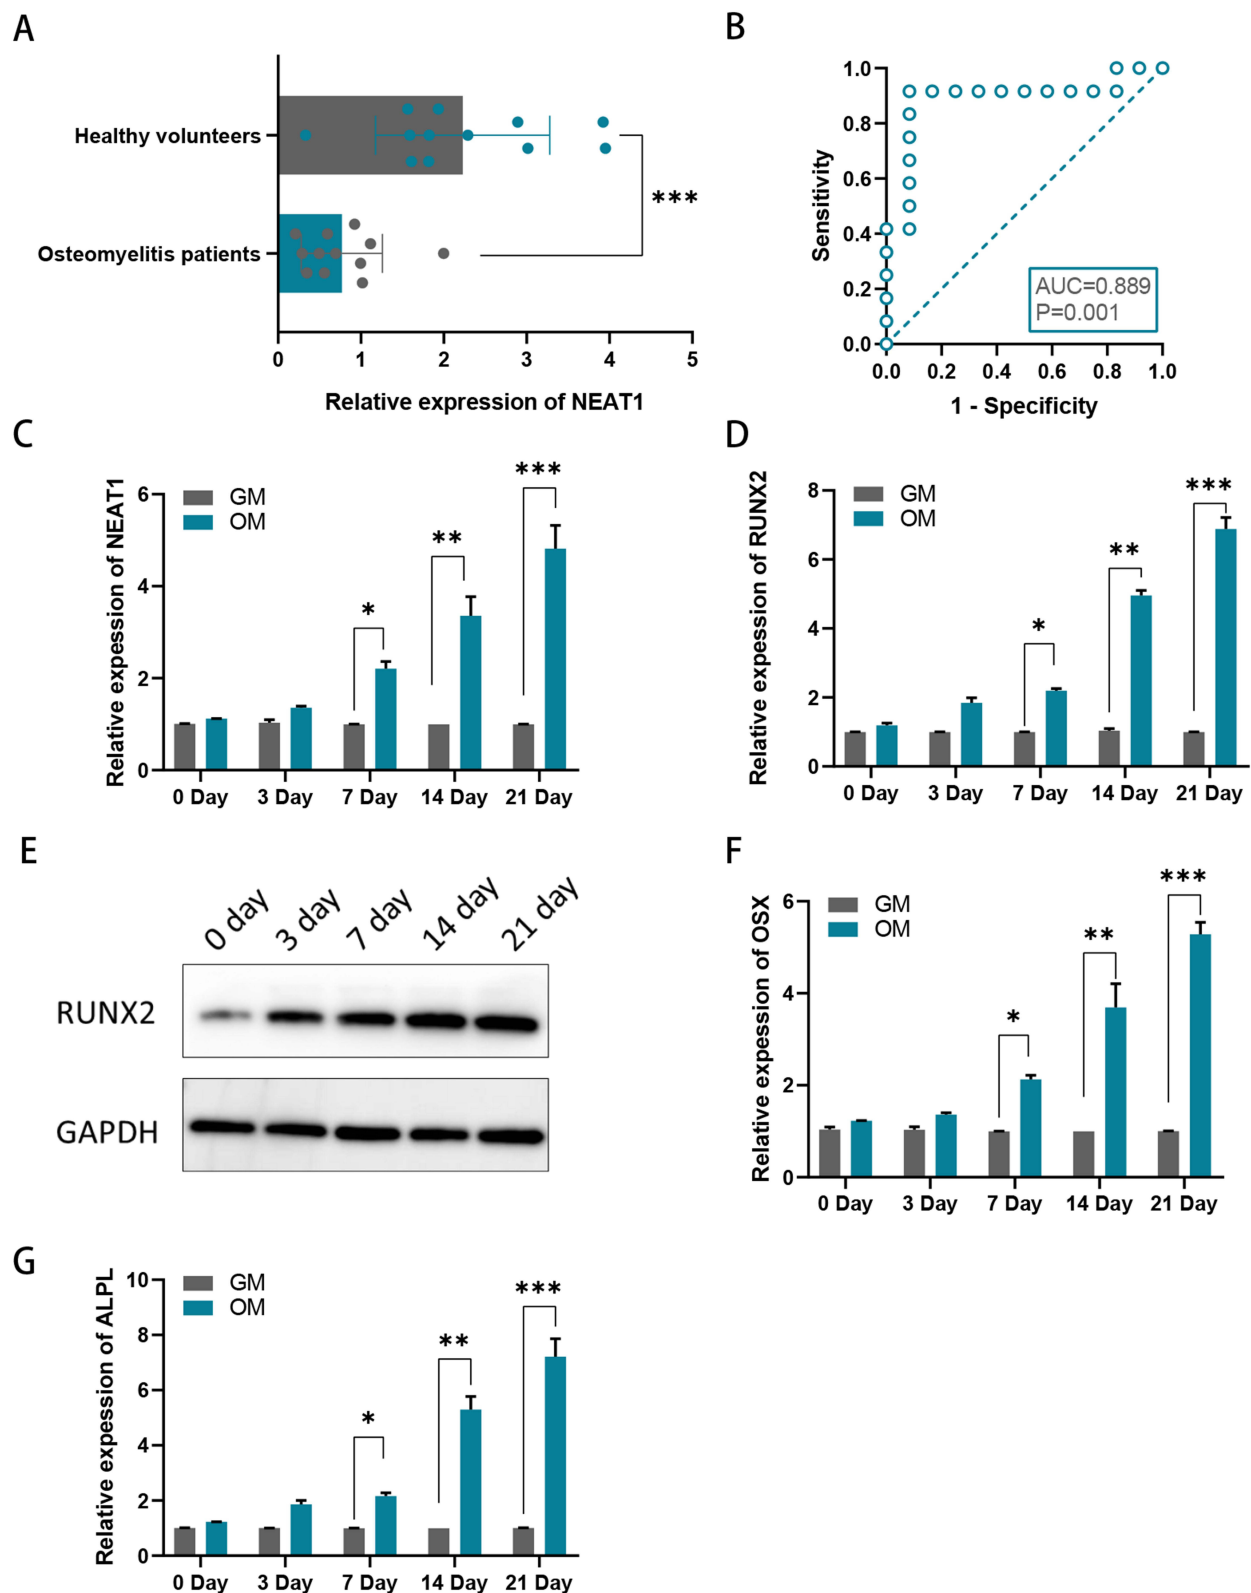 A
Healthy volunteers
Osteomyelitis patients
***
0 1 2 3 4 5
Relative expression of NEAT1
B
Sensitivity
1.0
0.8
0.6
0.4
0.2
0.0
AUC=0.889
P=0.001
0.0 0.2 0.4 0.6 0.8 1.0
1 - Specificity
C
Relative expession of NEAT1
6
4
2
0
GM
OM
* ** ***
0 Day 3 Day 7 Day 14 Day 21 Day
D
Relative expession of RUNX2
8
6
4
2
0
GM
OM
* ** ***
0 Day 3 Day 7 Day 14 Day 21 Day
E
0 day 3 day 7 day 14 day 21 day
RUNX2
GAPDH
F
Relative expession of OSX
6
4
2
0
GM
OM
* ** ***
0 Day 3 Day 7 Day 14 Day 21 Day
G
Relative expession of ALPL
10
8
6
4
2
0
GM
OM
* ** ***
0 Day 3 Day 7 Day 14 Day 21 Day